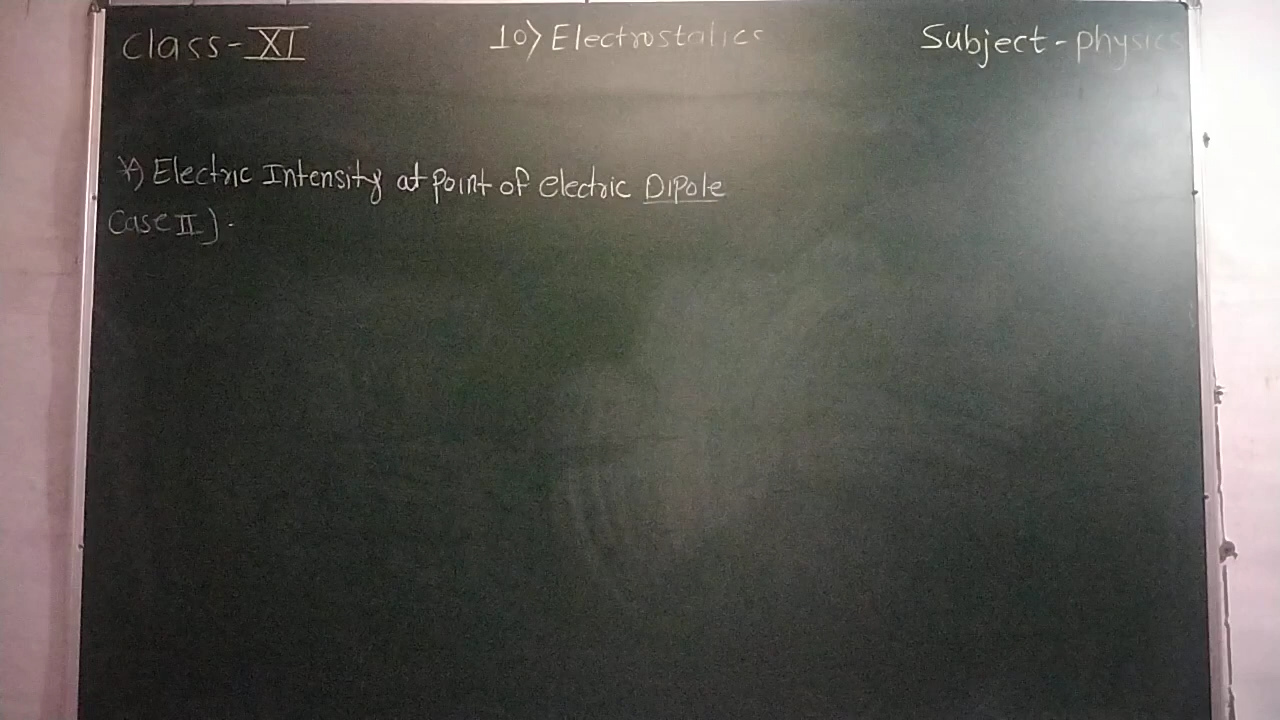 Class-XI
10) Electrostatics
Subject-physics
*) Electric Intensity at point of electric Dipole
Case II) -